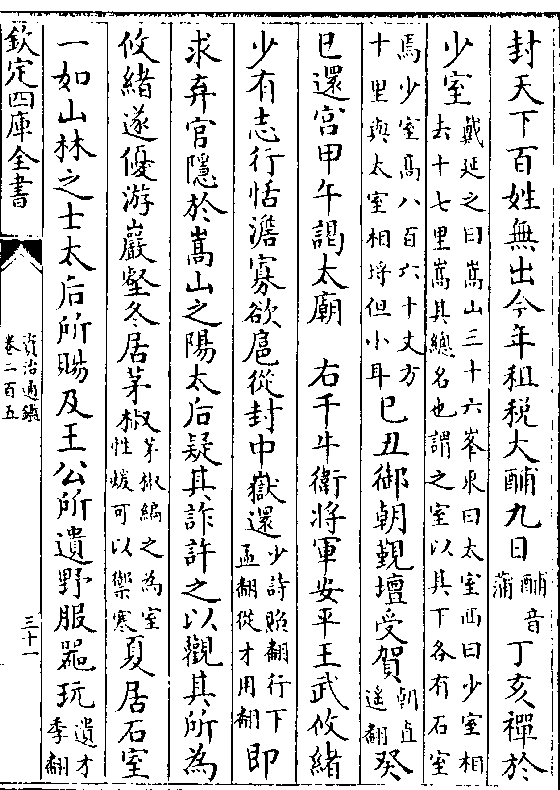 封天下百姓無出今年租税大酺九日酺音蒲丁亥禪於
少室戴延之曰嵩山三十六峯東曰太室西曰少室相去十七里嵩其總名也謂之室以其下各有石室
焉少室高八百六十丈方十里與太室相埒但小耳己丑御朝覲壇受賀朝直遥翻癸
巳還宮甲午謁太廟　右千牛衛將軍安平王武攸緒
少有志行恬澹寡欲扈從封中嶽還少詩照翻行下孟翻從才用翻即
求弃官隱於嵩山之陽太后疑其詐許之以觀其所為
攸緒遂優游巖壑冬居茅椒茅椒編之為室性煖可以禦寒夏居石室
一如山林之士太后所賜及王公所遺野服器玩遺才季翻
欽定四庫全書
資治通鑑
卷二百五
三十一